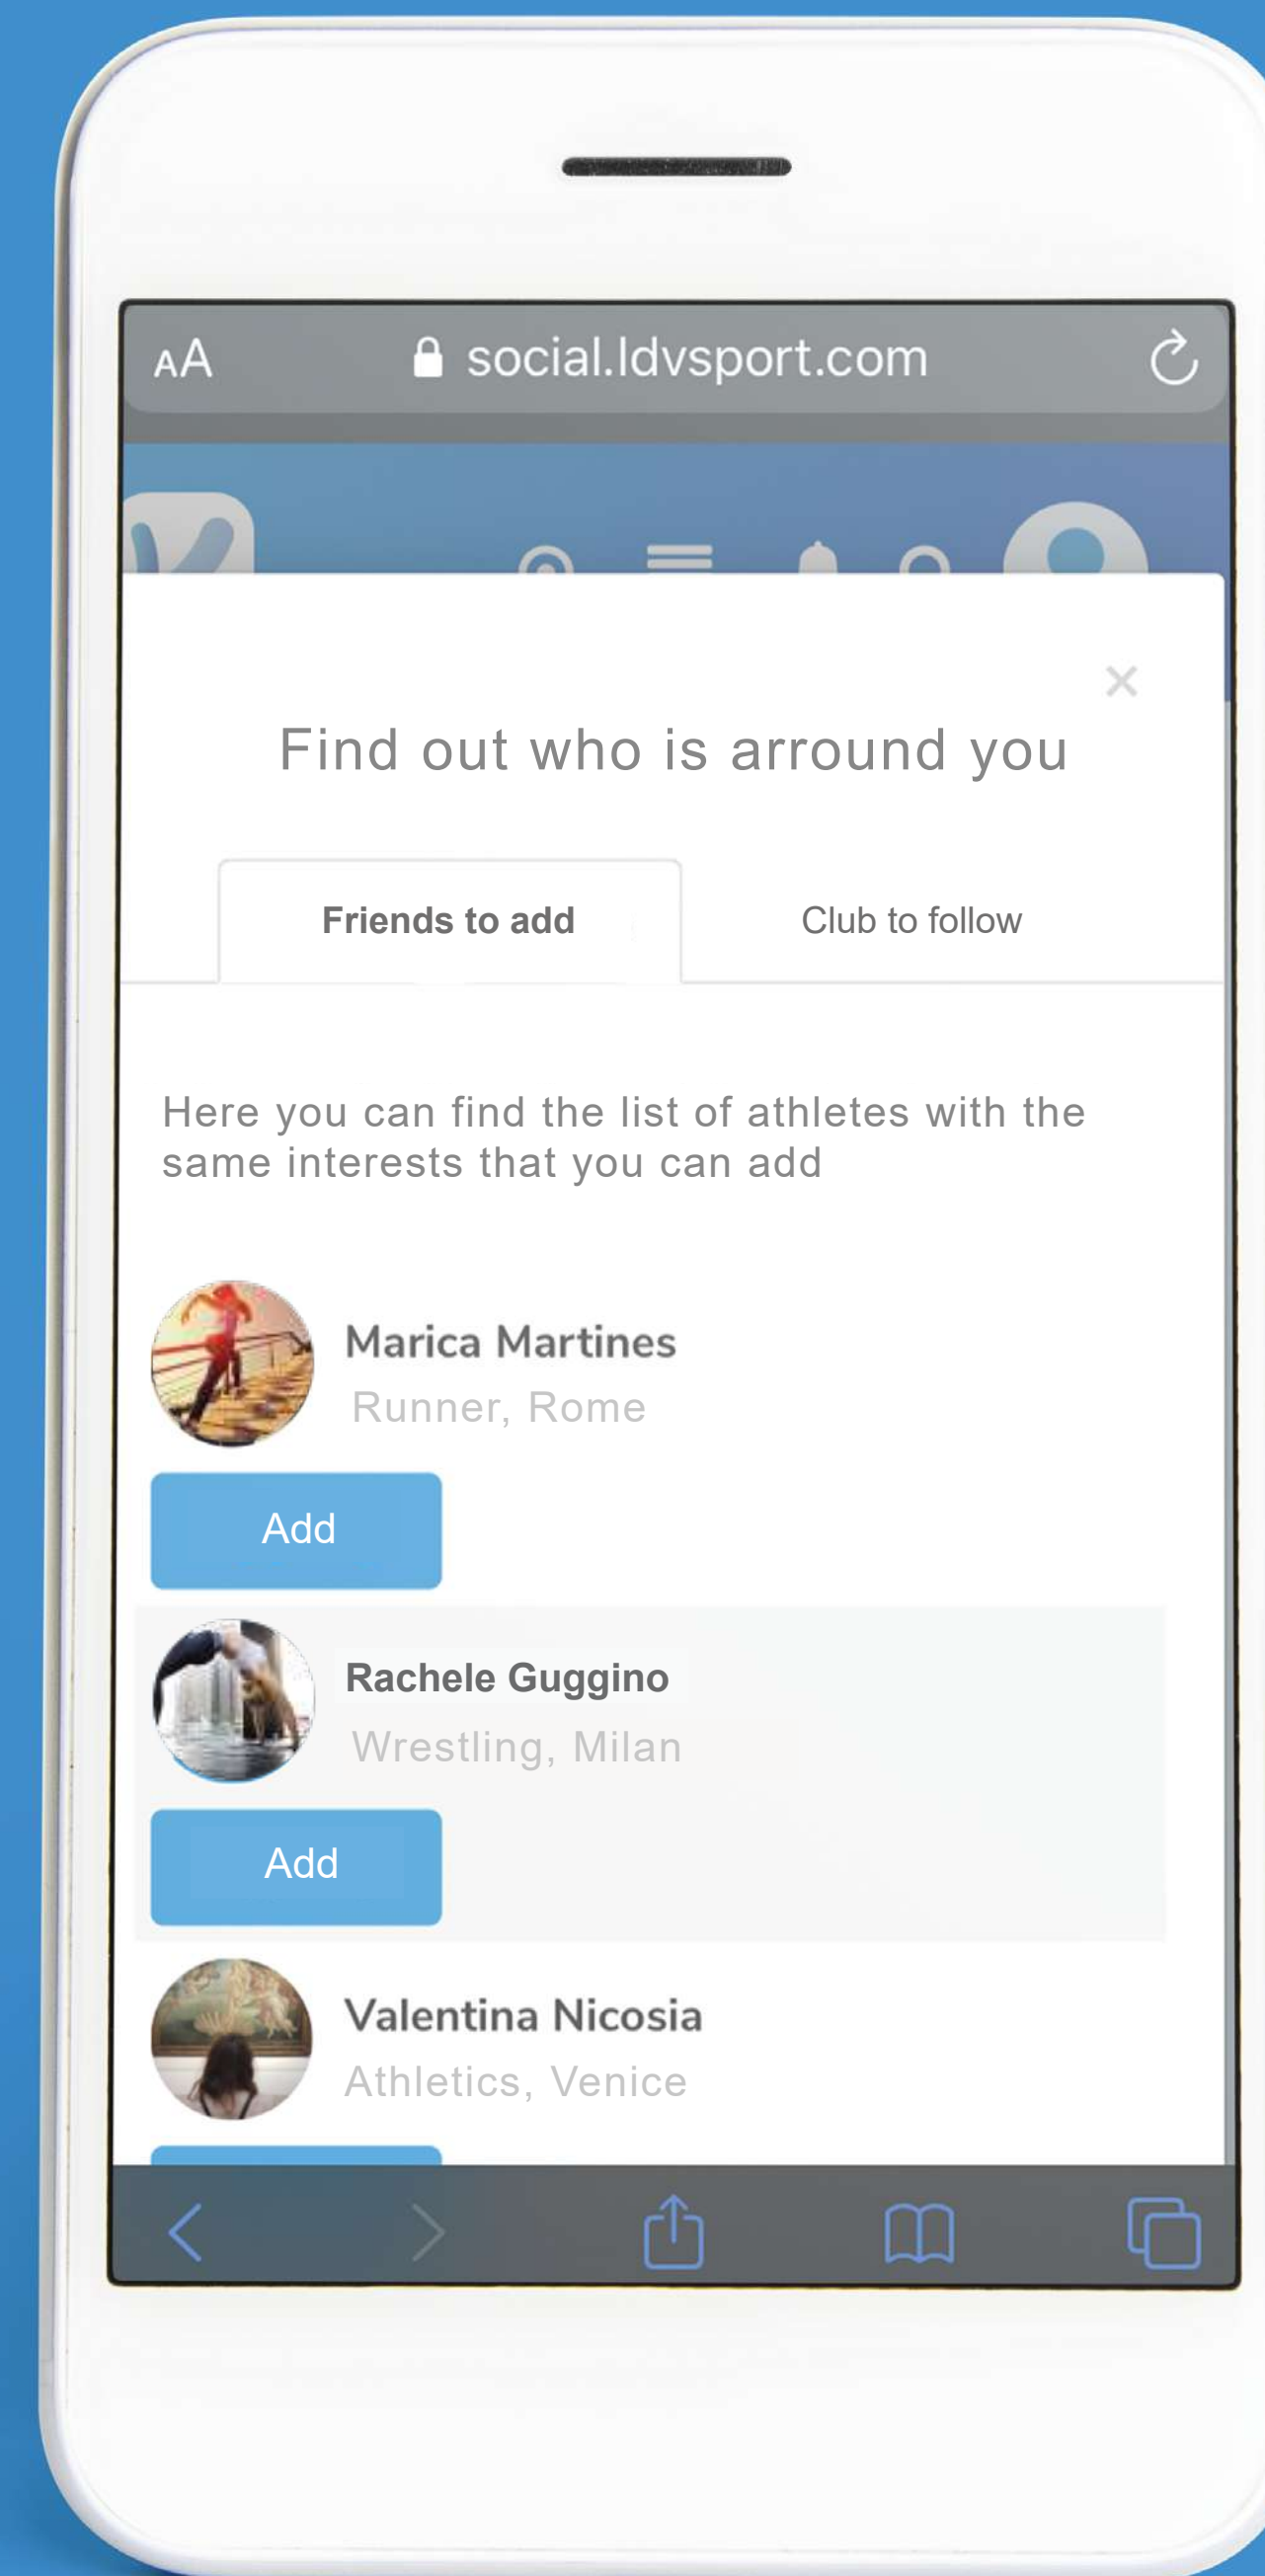 AA social.ldvsport.com
Find out who is arround you
Friends to add Club to follow
Here you can find the list of athletes with the
same interests that you can add
Marica Martines
Runner, Rome
Add
Rachele Guggino
Wrestling, Milan
Add
Valentina Nicosia
Athletics, Venice